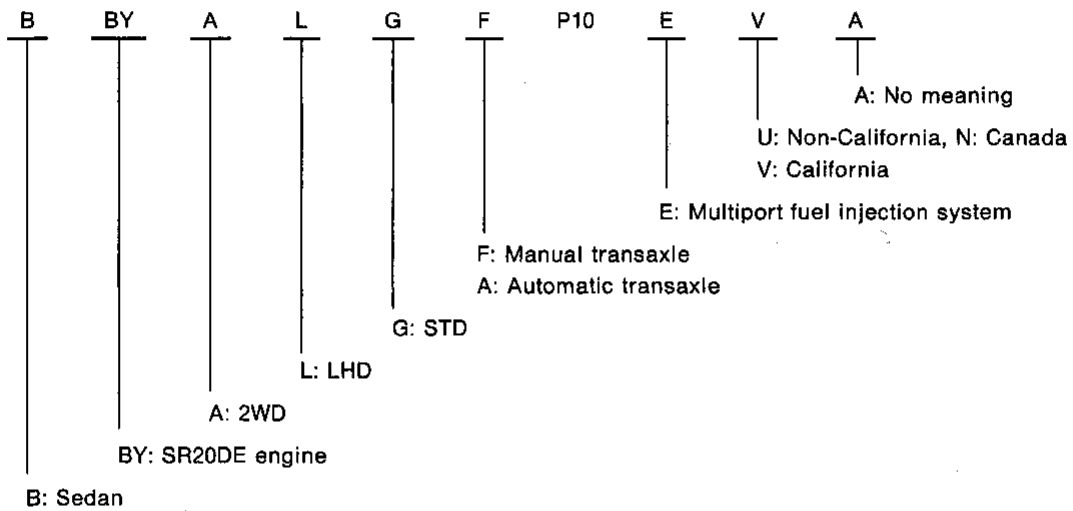 B BY A L G F P10 E V A
A: No meaning
U: Non-California, N: Canada
V: California
E: Multiport fuel injection system
F: Manual transaxle
A: Automatic transaxle
G: STD
L: LHD
A: 2WD
BY: SR20DE engine
B: Sedan